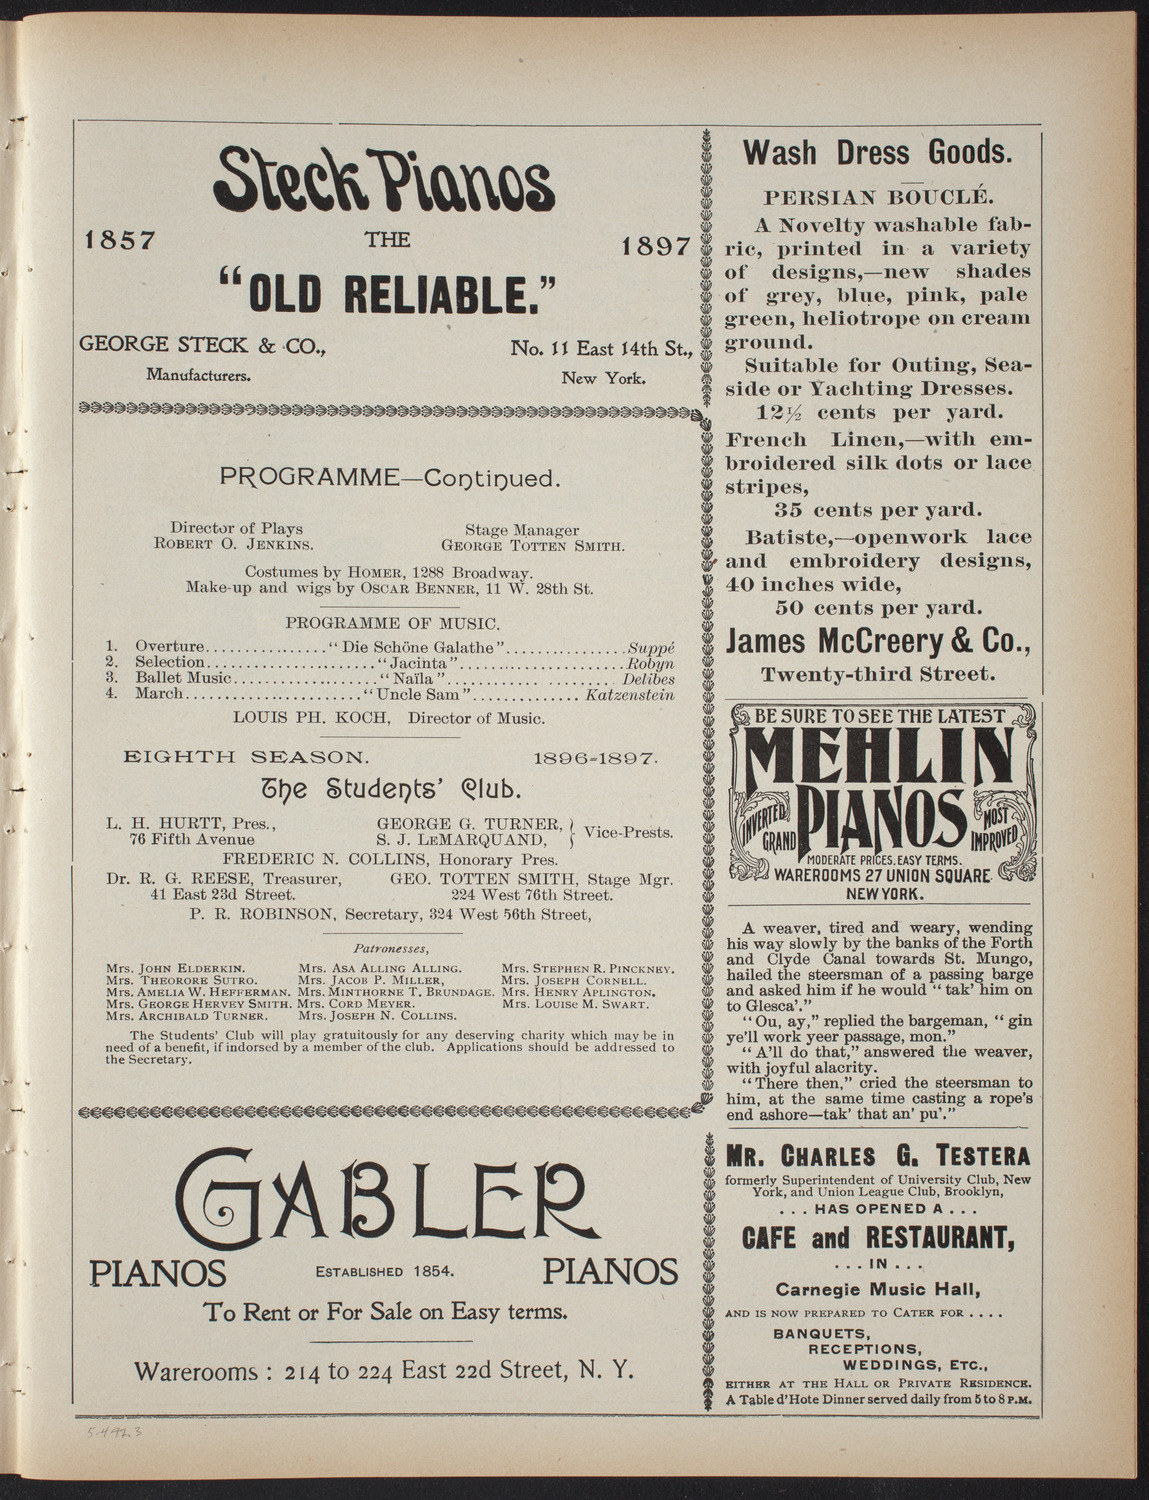 Steck Pianos
1857 THE 1897
"OLD RELIABLE."
GEORGE STECK & CO., No. 11 East 14th St.,
Manufacturers. New York.
PROGRAMME—Continued.
Director of Plays Stage Manager
ROBERT O. JENKINS. GEORGE TOTTEN SMITH.
Costumes by HOMER, 1288 Broadway.
Make-up and wigs by OSCAR BENNER, 11 W. 28th St.
PROGRAMME OF MUSIC.
1. Overture................" Die Schöne Galathe"................Suppé
2. Selection......................"Jacinta".......................Robyn
3. Ballet Music..................." Naïla"................... Delibes
4. March........................."Uncle Sam"............. Katzenstein
LOUIS PH. KOCH, Director of Music.
EIGHTH SEASON. 1896-1897.
The Students' Club.
L. H. HURTT, Pres., GEORGE G. TURNER, } Vice-Prests.
76 Fifth Avenue S. J. LEMARQUAND,
FREDERIC N. COLLINS, Honorary Pres.
Dr. R. G. REESE, Treasurer, GEO. TOTTEN SMITH, Stage Mgr.
41 East 23d Street. 224 West 76th Street.
P. R. ROBINSON, Secretary, 324 West 56th Street,
Patronesses,
Mrs. JOHN ELDERKIN. Mrs. ASA ALLING ALLING. Mrs. STEPHEN R. PINCKNEY.
Mrs. THERORE SUTRO. Mrs. JACOB P. MILLER, Mrs. JOSEPH CORNELL.
Mrs. AMELIA W. HEFFERMAN. Mrs. MINTHORNE T. BRUNDAGE. Mrs. HENRY APLINGTON.
Mrs. GEORGE HERVEY SMITH. Mrs. CORD MEYER. Mrs. LOUISE M. SWART.
Mrs. ARCHIBALD TURNER. Mrs. JOSEPH N. COLLINS.
The Students' Club will play gratuitously for any deserving charity which may be in
need of a benefit, if indorsed by a member of the club. Applications should be addressed to
the Secretary.
GABLER
PIANOS ESTABLISHED 1854. PIANOS
To Rent or For Sale on Easy terms.
Warerooms : 214 to 224 East 22d Street, N. Y.
5-4-97.3
Wash Dress Goods.
PERSIAN BOUCLÉ.
A Novelty washable fab-
ric, printed in a variety
of designs,—new shades
of grey, blue, pink, pale
green, heliotrope on cream
ground.
Suitable for Outing, Sea-
side or Yachting Dresses.
12½ cents per yard.
French Linen,—with em-
broidered silk dots or lace
stripes,
35 cents per yard.
Batiste,—openwork lace
and embroidery designs,
40 inches wide,
50 cents per yard.
James McCreery & Co.,
Twenty-third Street.
BE SURE TO SEE THE LATEST
MEHLIN
PIANOS
INVERTED GRAND
MOST IMPROVED
MODERATE PRICES. EASY TERMS.
WAREROOMS 27 UNION SQUARE
NEW YORK.
A weaver, tired and weary, wending
his way slowly by the banks of the Forth
and Clyde Canal towards St. Mungo,
hailed the steersman of a passing barge
and asked him if he would "tak' him on
to Glesca'."
"Ou, ay," replied the bargeman, "gin
ye'll work yeer passage, mon."
"A'll do that," answered the weaver,
with joyful alacrity.
"There then," cried the steersman to
him, at the same time casting a rope's
end ashore—tak' that an' pu'."
MR. CHARLES G. TESTERA
formerly Superintendent of University Club, New
York, and Union League Club, Brooklyn,
. . . HAS OPENED A . . .
CAFE and RESTAURANT,
. . . IN . . .
Carnegie Music Hall,
AND IS NOW PREPARED TO CATER FOR . . . .
BANQUETS,
RECEPTIONS,
WEDDINGS, ETC.,
EITHER AT THE HALL OR PRIVATE RESIDENCE.
A Table d'Hote Dinner served daily from 5 to 8 P.M.